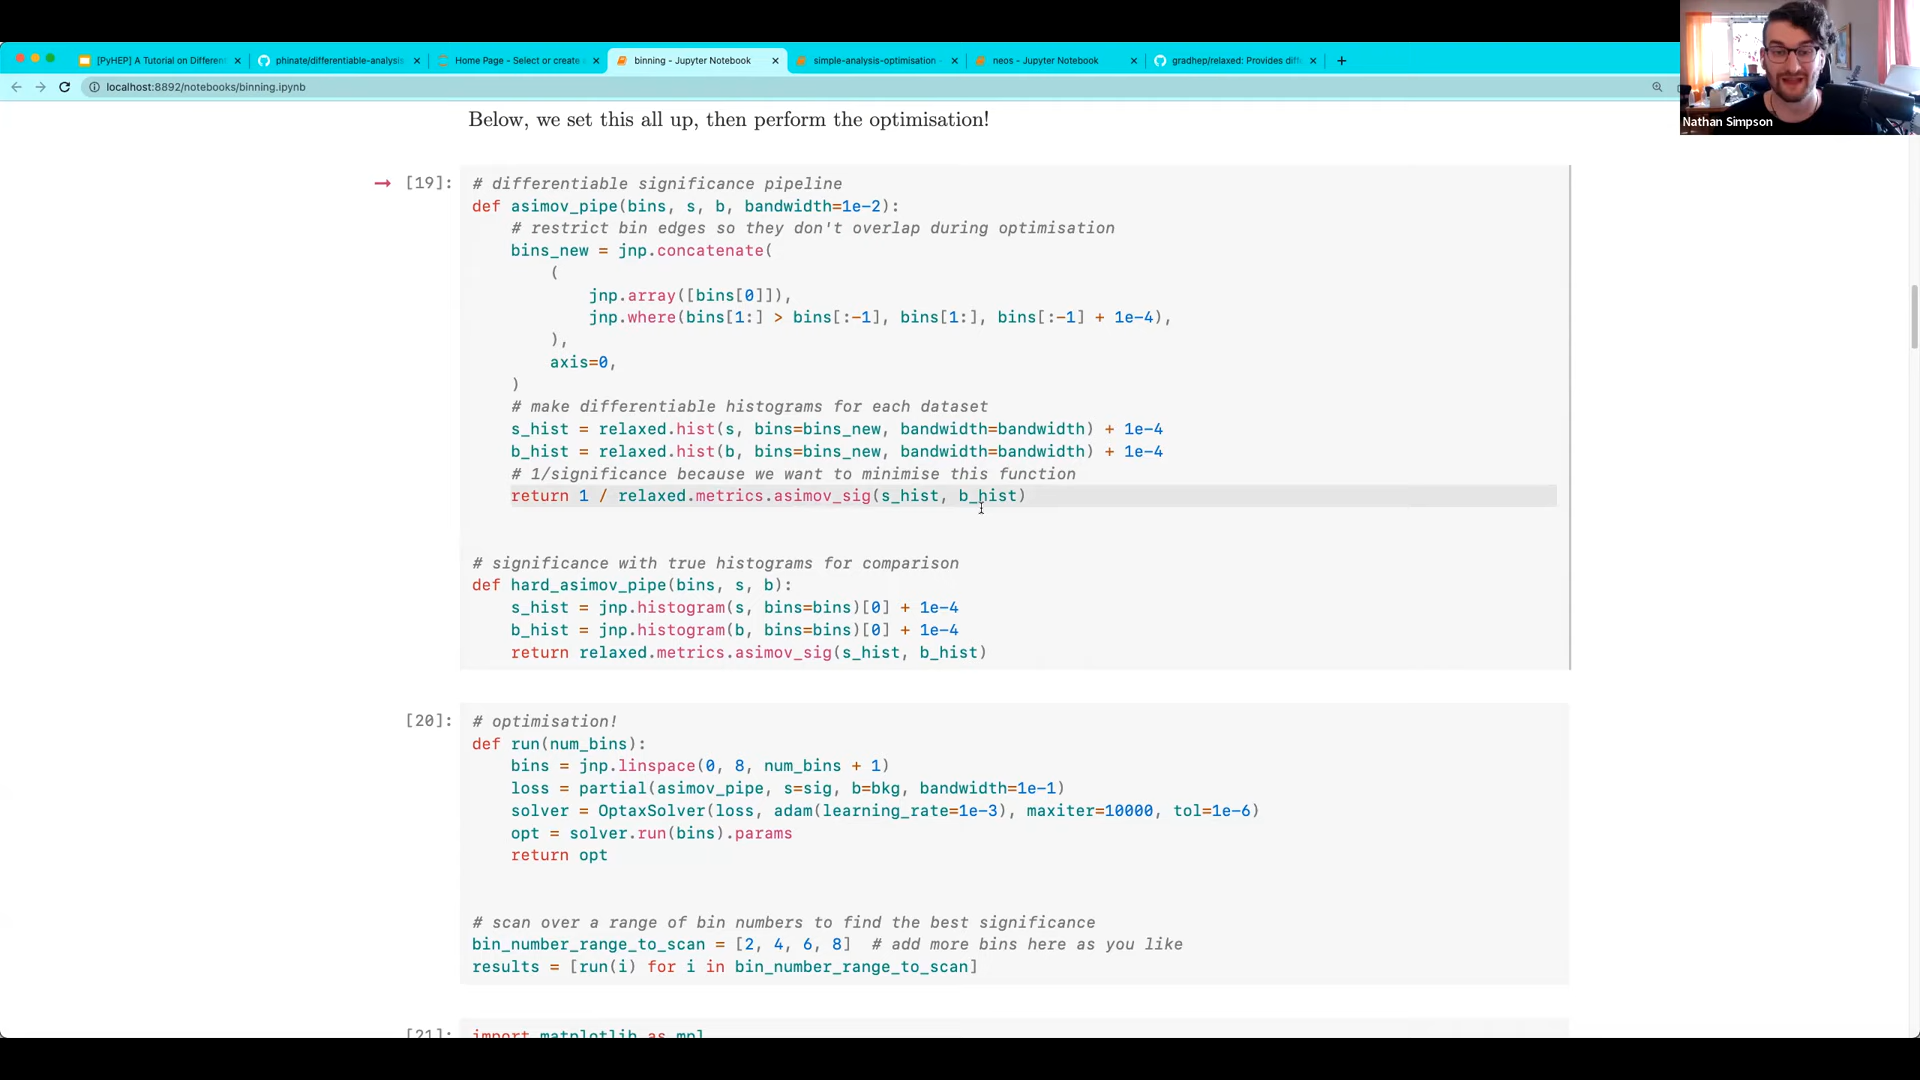 [PyHEP] A Tutorial on Differen
phinate/differentiable-analysis
Home Page - Select or create
binning - Jupyter Notebook
simple-analysis-optimisation -
neos - Jupyter Notebook
gradhep/relaxed: Provides diff
localhost:8892/notebooks/binning.ipynb
Nathan Simpson
Below, we set this all up, then perform the optimisation!
[19]:
# differentiable significance pipeline
def asimov_pipe(bins, s, b, bandwidth=1e-2):
    # restrict bin edges so they don't overlap during optimisation
    bins_new = jnp.concatenate(
        (
            jnp.array([bins[0]]),
            jnp.where(bins[1:] > bins[:-1], bins[1:], bins[:-1] + 1e-4),
        ),
        axis=0,
    )
    # make differentiable histograms for each dataset
    s_hist = relaxed.hist(s, bins=bins_new, bandwidth=bandwidth) + 1e-4
    b_hist = relaxed.hist(b, bins=bins_new, bandwidth=bandwidth) + 1e-4
    # 1/significance because we want to minimise this function
    return 1 / relaxed.metrics.asimov_sig(s_hist, b_hist)
# significance with true histograms for comparison
def hard_asimov_pipe(bins, s, b):
    s_hist = jnp.histogram(s, bins=bins)[0] + 1e-4
    b_hist = jnp.histogram(b, bins=bins)[0] + 1e-4
    return relaxed.metrics.asimov_sig(s_hist, b_hist)
[20]:
# optimisation!
def run(num_bins):
    bins = jnp.linspace(0, 8, num_bins + 1)
    loss = partial(asimov_pipe, s=sig, b=bkg, bandwidth=1e-1)
    solver = OptaxSolver(loss, adam(learning_rate=1e-3), maxiter=10000, tol=1e-6)
    opt = solver.run(bins).params
    return opt
# scan over a range of bin numbers to find the best significance
bin_number_range_to_scan = [2, 4, 6, 8]  # add more bins here as you like
results = [run(i) for i in bin_number_range_to_scan]
[21]:
import matplotlib as mpl